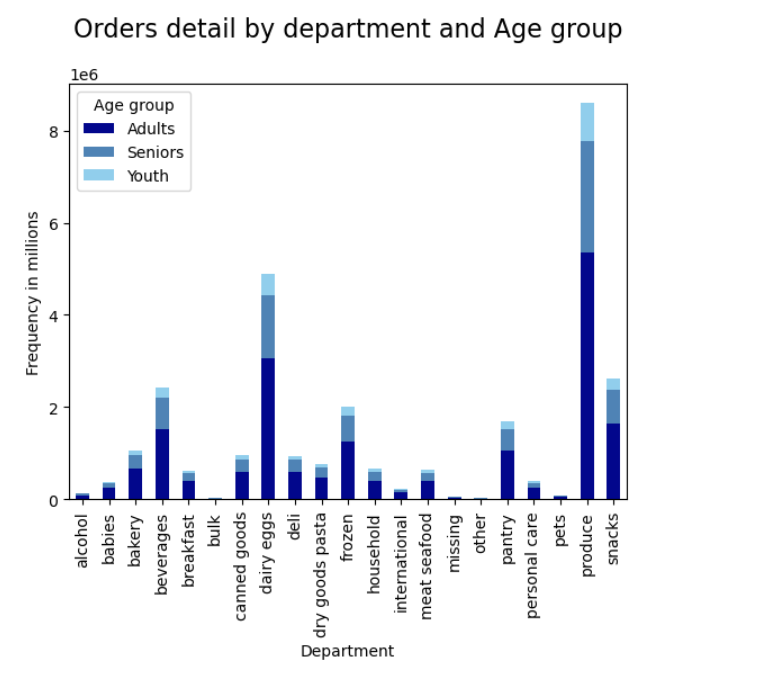 Orders detail by department and Age group
1e6
Age group
Adults
Seniors
Youth
8
6
4
2
0
Frequency in millions
alcohol
babies
bakery
beverages
breakfast
bulk
canned goods
dairy eggs
deli
dry goods pasta
frozen
household
international
meat seafood
missing
other
pantry
personal care
pets
produce
snacks
Department